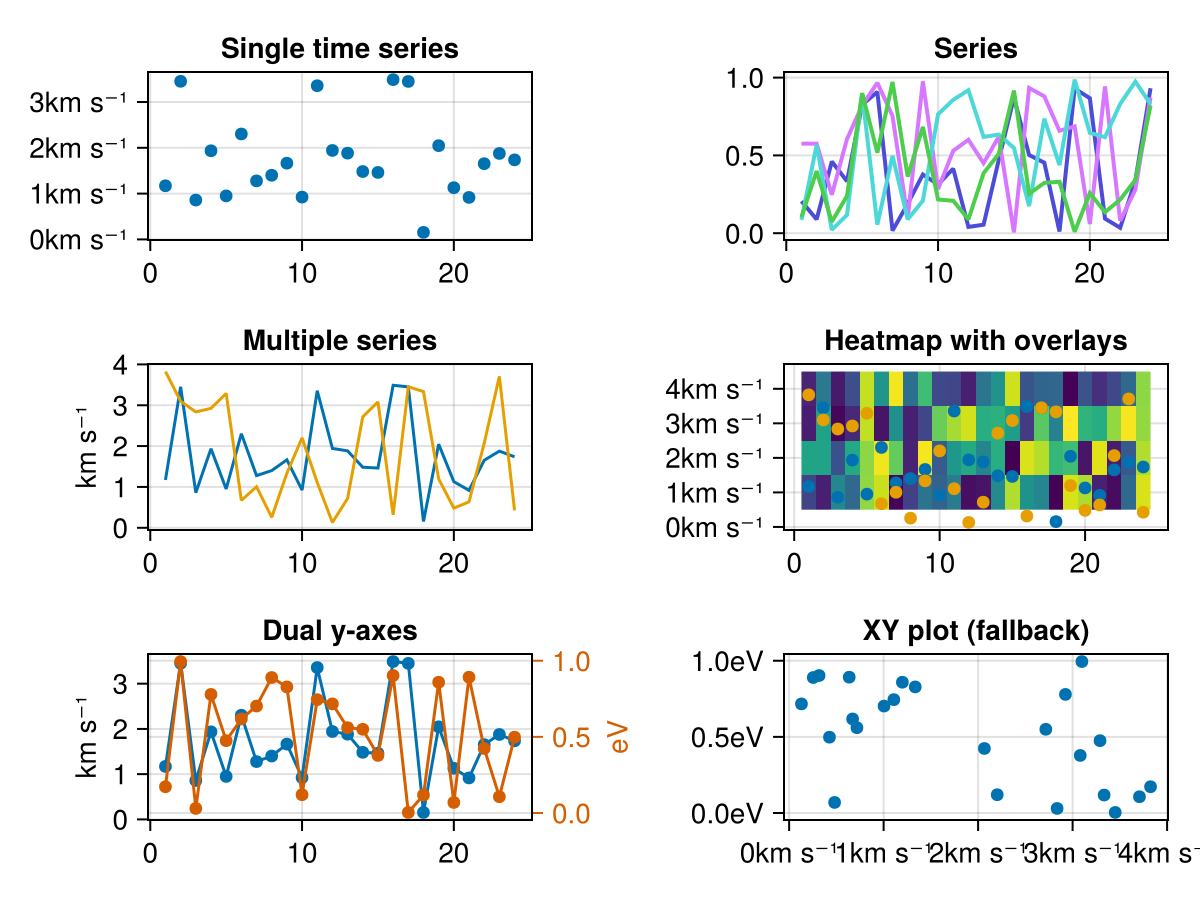 Single time series
3km s⁻¹
2km s⁻¹
1km s⁻¹
0km s⁻¹
0 10 20
Series
1.0
0.5
0.0
0 10 20
Multiple series
km s⁻¹
4
3
2
1
0
0 10 20
Heatmap with overlays
4km s⁻¹
3km s⁻¹
2km s⁻¹
1km s⁻¹
0km s⁻¹
0 10 20
Dual y-axes
km s⁻¹
3
2
1
0
1.0
0.5
0.0
eV
0 10 20
XY plot (fallback)
1.0eV
0.5eV
0.0eV
0km s⁻¹ 1km s⁻¹ 2km s⁻¹ 3km s⁻¹ 4km s⁻